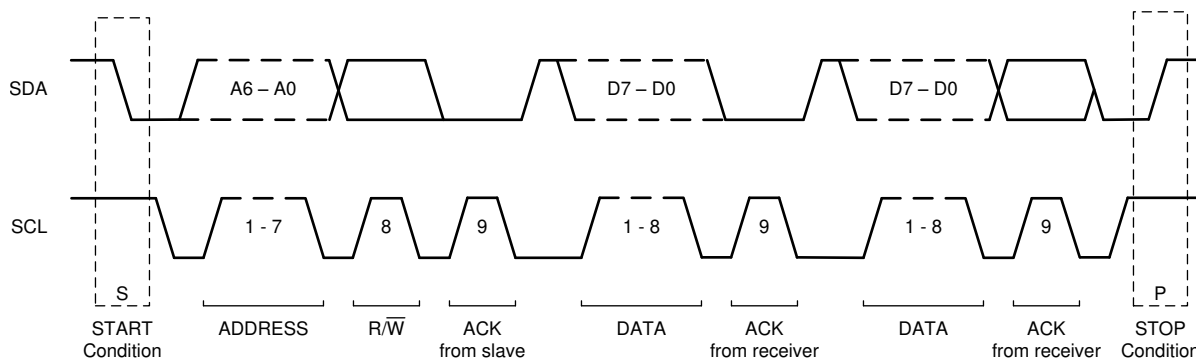 SDA
A6 – A0
D7 – D0
D7 – D0
SCL
1 - 7
8
9
1 - 8
9
1 - 8
9
S
P
START
Condition
ADDRESS
R/W̅
ACK
from slave
DATA
ACK
from receiver
DATA
ACK
from receiver
STOP
Condition